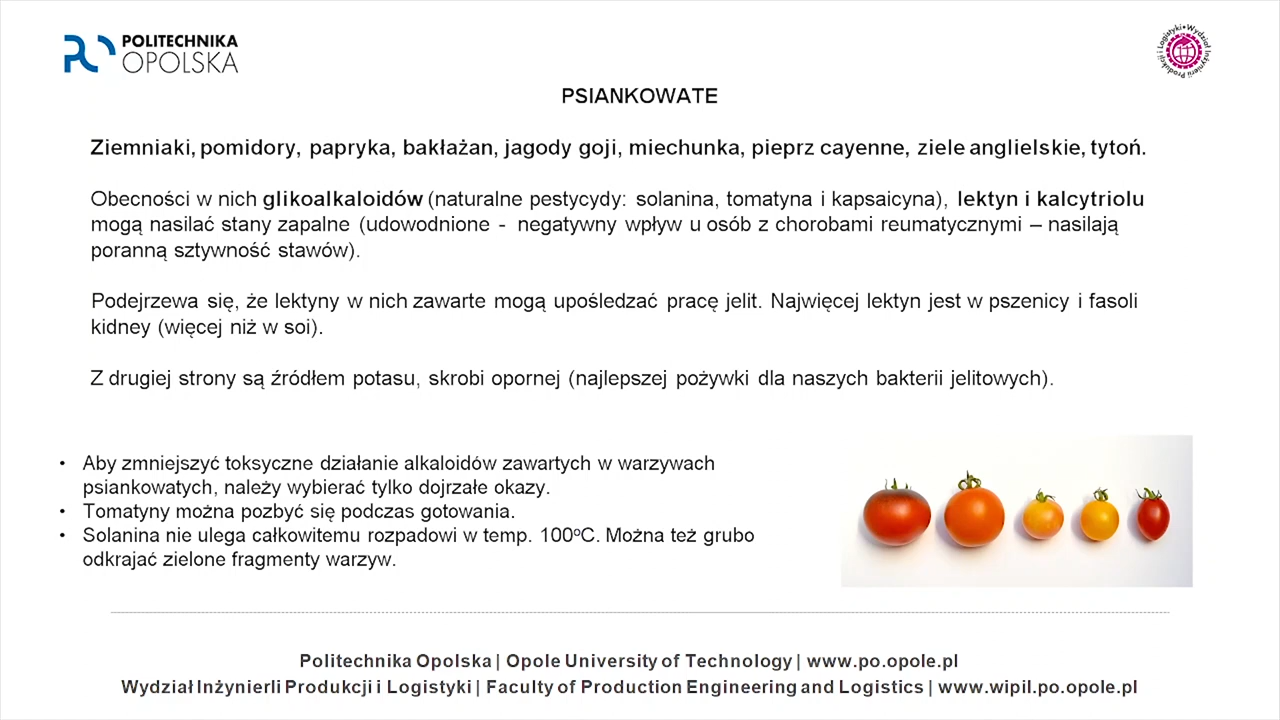 POLITECHNIKA
OPOLSKA
Wydział Inżynierii Produkcji i Logistyki
PSIANKOWATE
Ziemniaki, pomidory, papryka, bakłażan, jagody goji, miechunka, pieprz cayenne, ziele angielskie, tytoń.
Obecności w nich glikoalkaloidów (naturalne pestycydy: solanina, tomatyna i kapsaicyna), lektyn i kalcytriolu
mogą nasilać stany zapalne (udowodnione - negatywny wpływ u osób z chorobami reumatycznymi – nasilają
poranną sztywność stawów).
Podejrzewa się, że lektyny w nich zawarte mogą upośledzać pracę jelit. Najwięcej lektyn jest w pszenicy i fasoli
kidney (więcej niż w soi).
Z drugiej strony są źródłem potasu, skrobi opornej (najlepszej pożywki dla naszych bakterii jelitowych).
• Aby zmniejszyć toksyczne działanie alkaloidów zawartych w warzywach
psiankowatych, należy wybierać tylko dojrzałe okazy.
• Tomatyny można pozbyć się podczas gotowania.
• Solanina nie ulega całkowitemu rozpadowi w temp. 100ºC. Można też grubo
odkrajać zielone fragmenty warzyw.
Politechnika Opolska | Opole University of Technology | www.po.opole.pl
Wydział Inżynierli Produkcji i Logistyki | Faculty of Production Engineering and Logistics | www.wipil.po.opole.pl